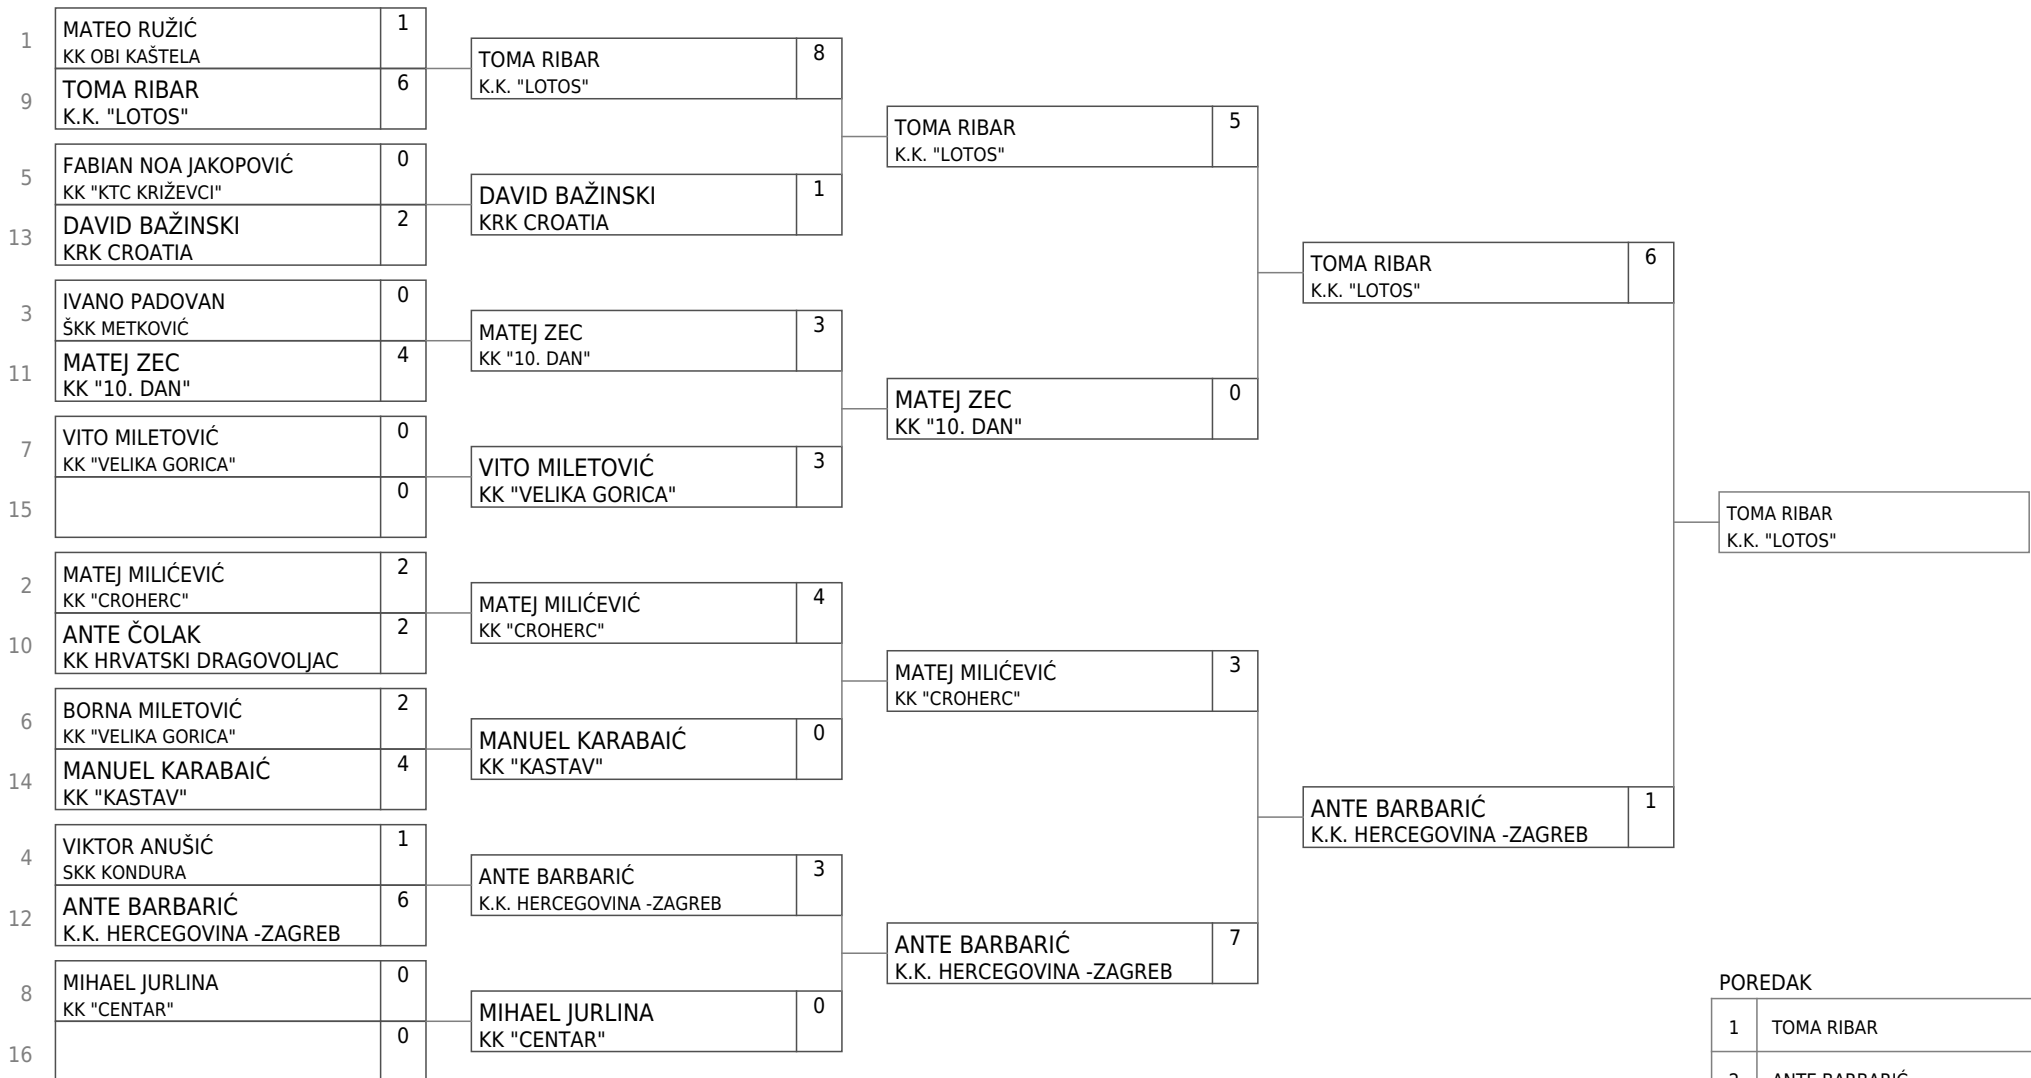 1
MATEO RUŽIĆ
KK OBI KAŠTELA
1
9
TOMA RIBAR
K.K. "LOTOS"
6
5
FABIAN NOA JAKOPOVIĆ
KK "KTC KRIŽEVCI"
0
13
DAVID BAŽINSKI
KRK CROATIA
2
3
IVANO PADOVAN
ŠKK METKOVIĆ
0
11
MATEJ ZEC
KK "10. DAN"
4
7
VITO MILETOVIĆ
KK "VELIKA GORICA"
0
15
0
2
MATEJ MILIĆEVIĆ
KK "CROHERC"
2
10
ANTE ČOLAK
KK HRVATSKI DRAGOVOLJAC
2
6
BORNA MILETOVIĆ
KK "VELIKA GORICA"
2
14
MANUEL KARABAIĆ
KK "KASTAV"
4
4
VIKTOR ANUŠIĆ
SKK KONDURA
1
12
ANTE BARBARIĆ
K.K. HERCEGOVINA -ZAGREB
6
8
MIHAEL JURLINA
KK "CENTAR"
0
16
0
TOMA RIBAR
K.K. "LOTOS"
8
DAVID BAŽINSKI
KRK CROATIA
1
MATEJ ZEC
KK "10. DAN"
3
VITO MILETOVIĆ
KK "VELIKA GORICA"
3
MATEJ MILIĆEVIĆ
KK "CROHERC"
4
MANUEL KARABAIĆ
KK "KASTAV"
0
ANTE BARBARIĆ
K.K. HERCEGOVINA -ZAGREB
3
MIHAEL JURLINA
KK "CENTAR"
0
TOMA RIBAR
K.K. "LOTOS"
5
MATEJ ZEC
KK "10. DAN"
0
MATEJ MILIĆEVIĆ
KK "CROHERC"
3
ANTE BARBARIĆ
K.K. HERCEGOVINA -ZAGREB
7
TOMA RIBAR
K.K. "LOTOS"
6
ANTE BARBARIĆ
K.K. HERCEGOVINA -ZAGREB
1
TOMA RIBAR
K.K. "LOTOS"
POREDAK
1 TOMA RIBAR
2 ANTE BARBARIĆ